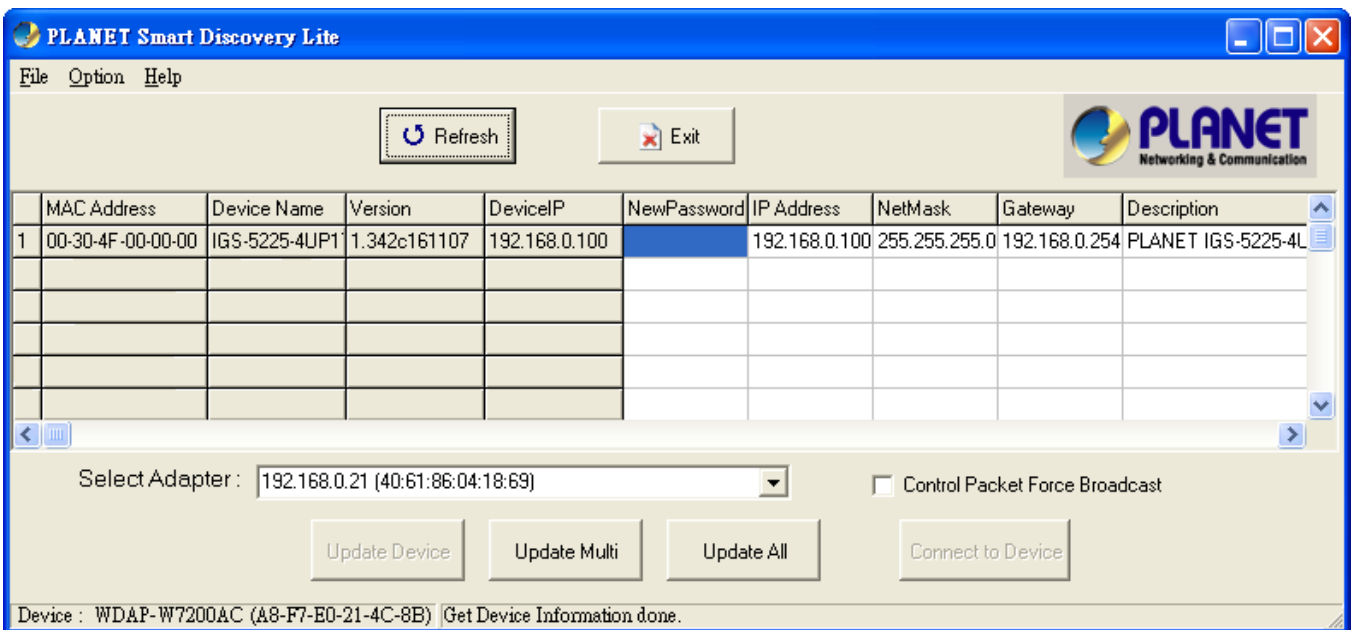 PLANET Smart Discovery Lite
File Option Help
Refresh Exit
PLANET
Networking & Communication
MAC Address Device Name Version DeviceIP NewPassword IP Address NetMask Gateway Description
1 00-30-4F-00-00-00 IGS-5225-4UP1 1.342c161107 192.168.0.100 192.168.0.100 255.255.255.0 192.168.0.254 PLANET IGS-5225-4U
Select Adapter : 192.168.0.21 (40:61:86:04:18:69) Control Packet Force Broadcast
Update Device Update Multi Update All Connect to Device
Device : WDAP-W7200AC (A8-F7-E0-21-4C-8B) Get Device Information done.